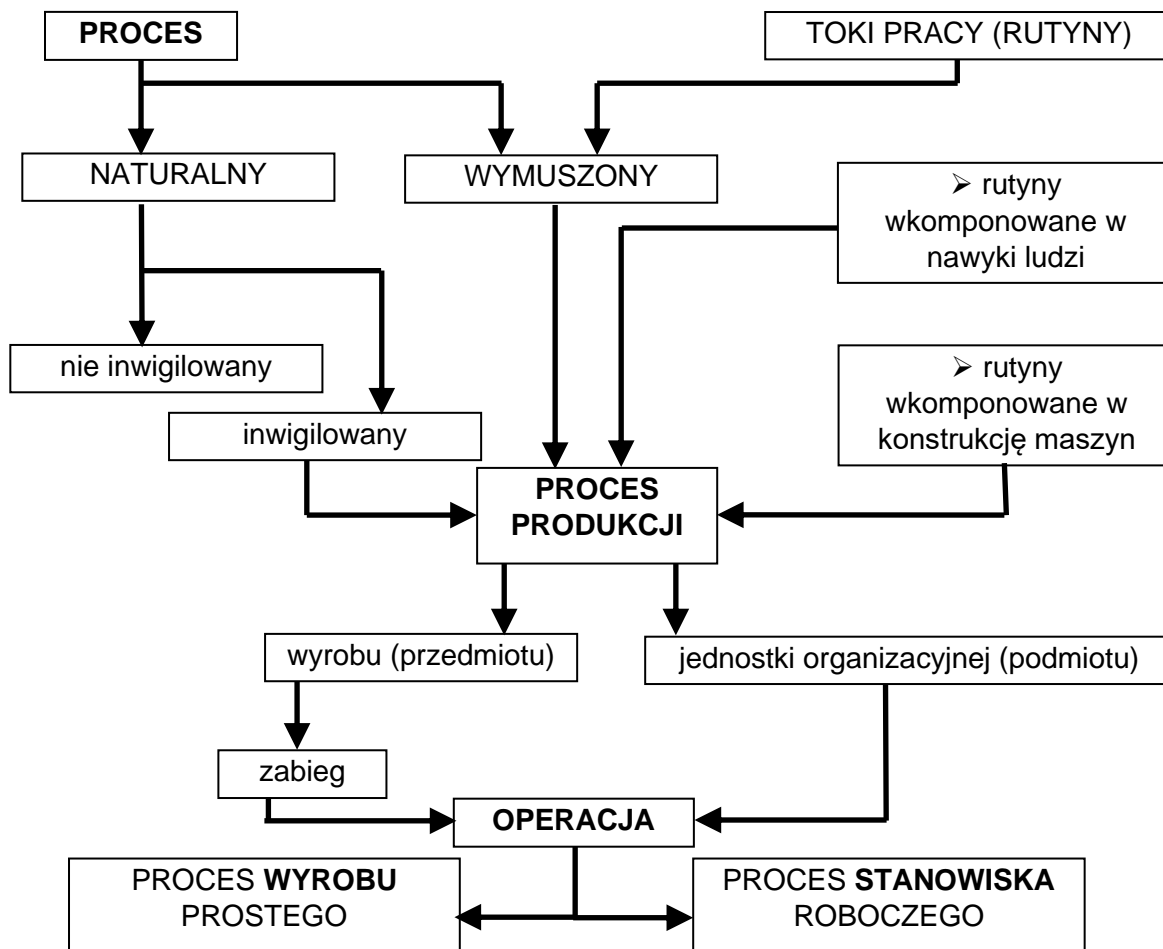 PROCES
TOKI PRACY (RUTYNY)
NATURALNY
WYMUSZONY
➢ rutyny
wkomponowane w
nawyki ludzi
nie inwigilowany
➢ rutyny
wkomponowane w
konstrukcję maszyn
inwigilowany
PROCES
PRODUKCJI
wyrobu (przedmiotu)
jednostki organizacyjnej (podmiotu)
zabieg
OPERACJA
PROCES WYROBU
PROSTEGO
PROCES STANOWISKA
ROBOCZEGO